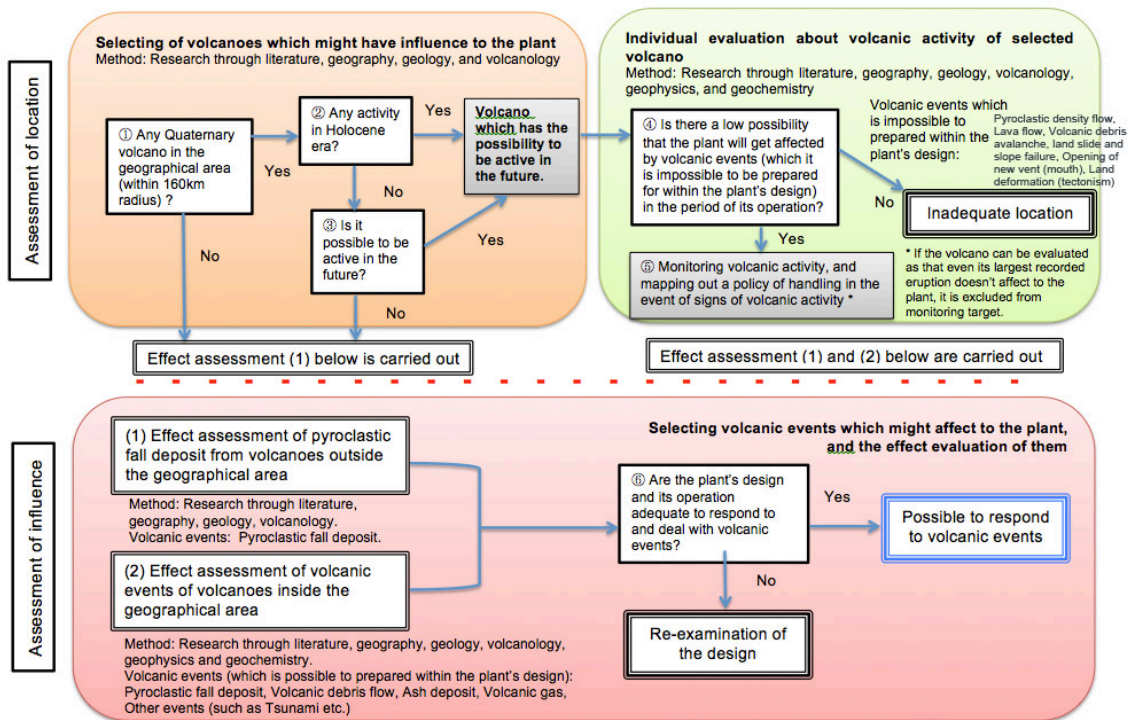 Assessment of location
Selecting of volcanoes which might have influence to the plant
Method: Research through literature, geography, geology, and volcanology
① Any Quaternary
volcano in the
geographical area
(within 160km
radius) ?
Yes
No
② Any activity
in Holocene
era?
Yes
No
③ Is it
possible to be
active in the
future?
Yes
No
Volcano
which has the
possibility to
be active in
the future.
Individual evaluation about volcanic activity of selected
volcano
Method: Research through literature, geography, geology, volcanology,
geophysics, and geochemistry
④ Is there a low possibility
that the plant will get affected
by volcanic events (which it
is impossible to be prepared
for within the plant's design)
in the period of its operation?
Volcanic events which
is impossible to
prepared within the
plant's design:
Pyroclastic density flow,
Lava flow, Volcanic debris
avalanche, land slide and
slope failure, Opening of
new vent (mouth), Land
deformation (tectonism)
No
Inadequate location
Yes
⑤ Monitoring volcanic activity, and
mapping out a policy of handling in the
event of signs of volcanic activity *
* If the volcano can be evaluated
as that even its largest recorded
eruption doesn't affect to the
plant, it is excluded from
monitoring target.
Effect assessment (1) below is carried out
Effect assessment (1) and (2) below are carried out
Assessment of influence
(1) Effect assessment of pyroclastic
fall deposit from volcanoes outside
the geographical area
Method: Research through literature,
geography, geology, volcanology.
Volcanic events: Pyroclastic fall deposit.
(2) Effect assessment of volcanic
events of volcanoes inside the
geographical area
Method: Research through literature, geography, geology, volcanology,
geophysics and geochemistry.
Volcanic events (which is possible to prepared within the plant's design):
Pyroclastic fall deposit, Volcanic debris flow, Ash deposit, Volcanic gas,
Other events (such as Tsunami etc.)
Selecting volcanic events which might affect to the plant,
and the effect evaluation of them
⑥ Are the plant's design
and its operation
adequate to respond to
and deal with volcanic
events?
Yes
Possible to respond
to volcanic events
No
Re-examination of
the design